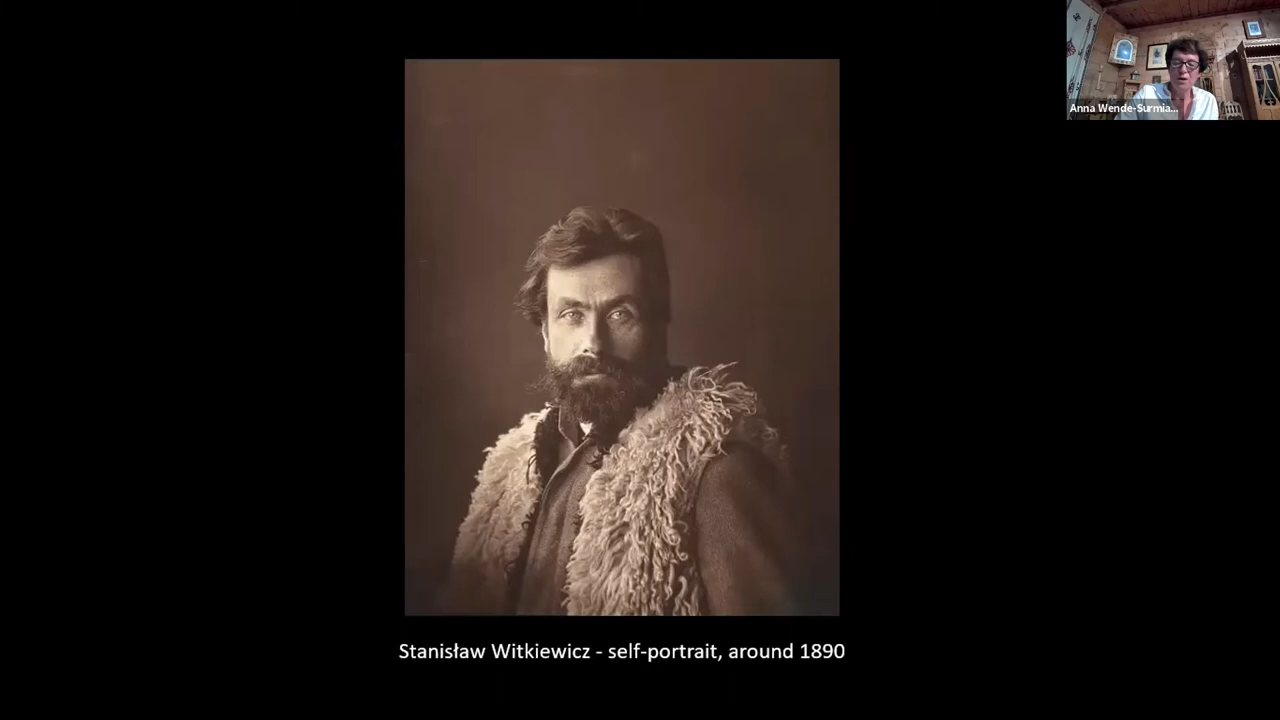 Anna Wende-Surmia...
Stanisław Witkiewicz - self-portrait, around 1890